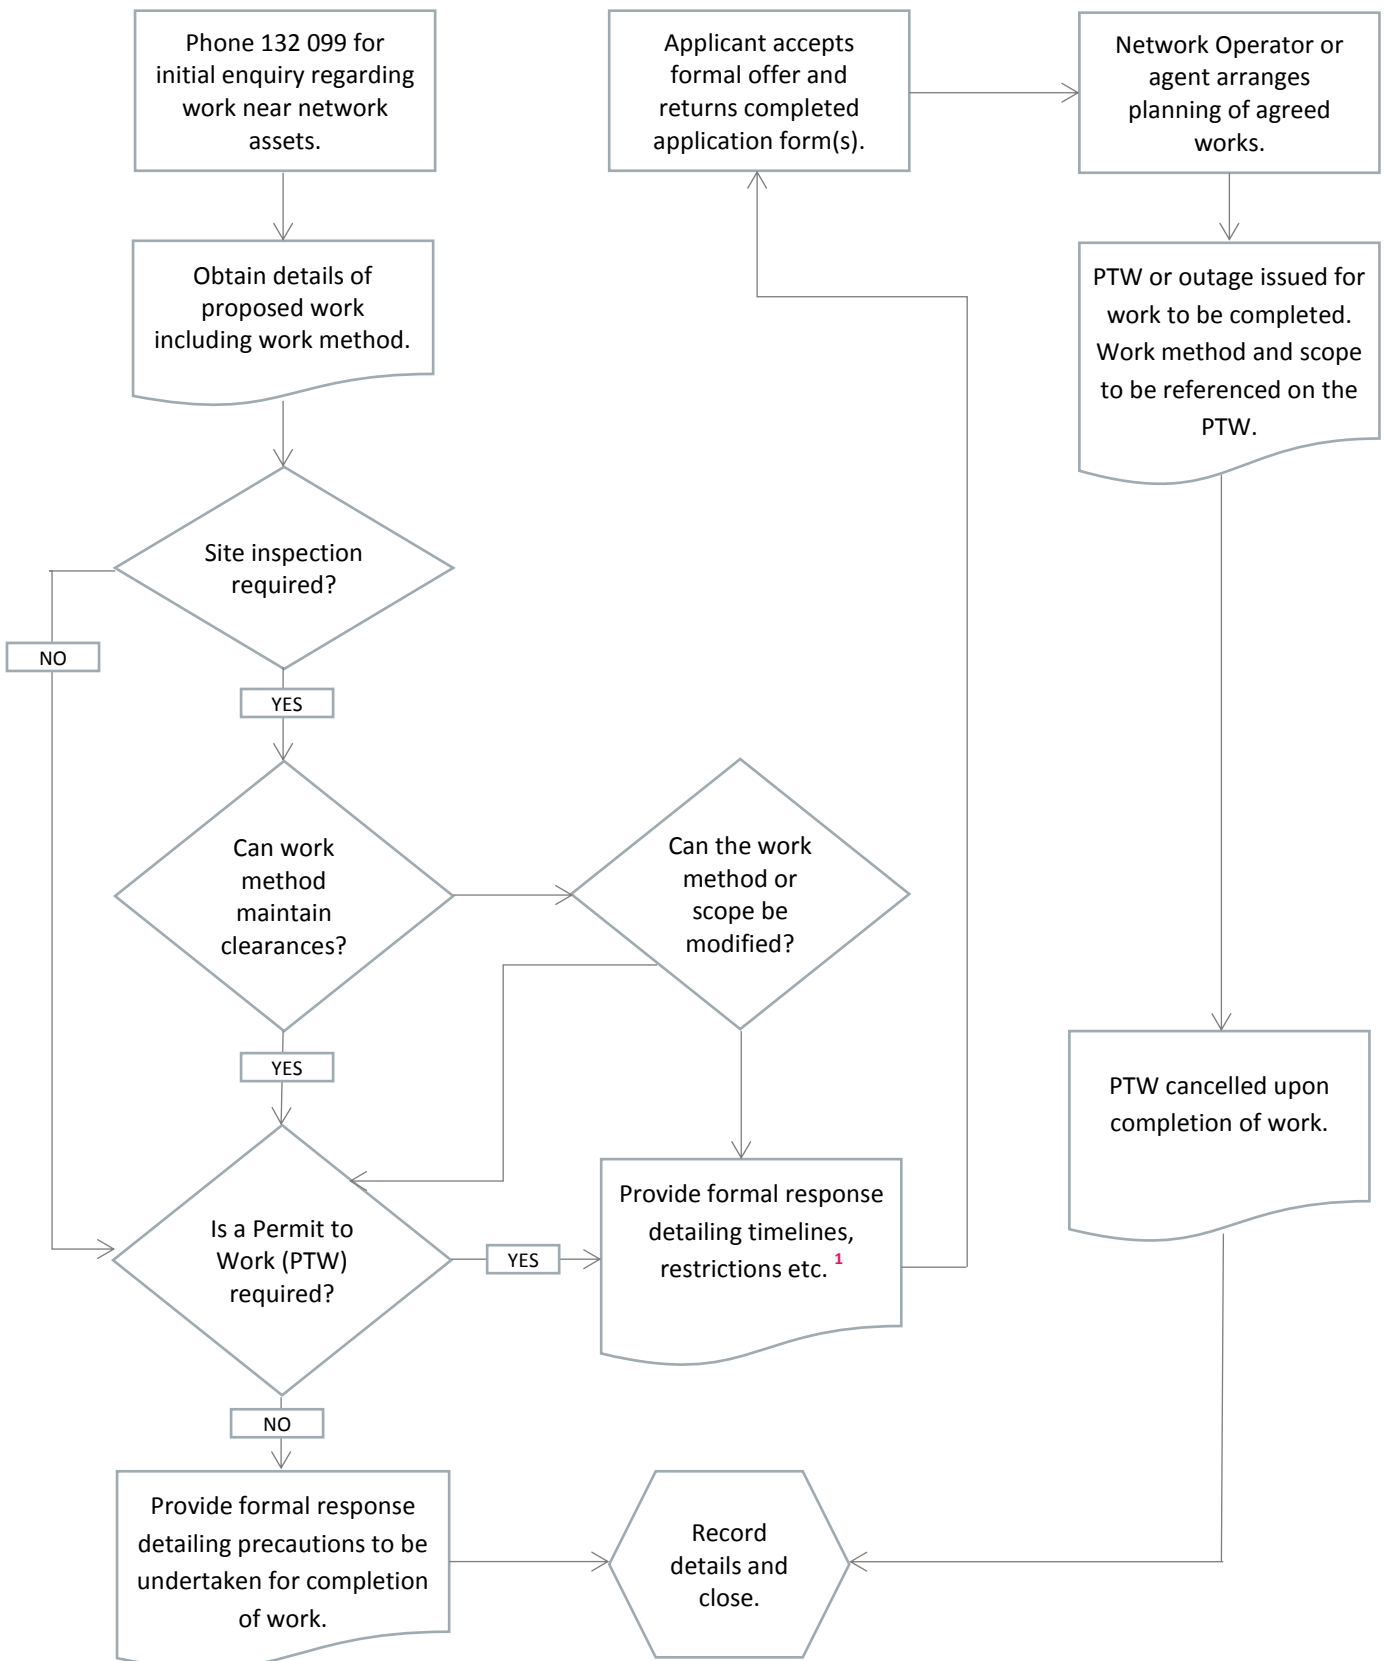 Phone 132 099 for
initial enquiry regarding
work near network
assets.
Obtain details of
proposed work
including work method.
Site inspection
required?
NO
YES
Can work
method
maintain
clearances?
YES
Can the work
method or
scope be
modified?
Is a Permit to
Work (PTW)
required?
YES
NO
Provide formal response
detailing timelines,
restrictions etc. 1
Provide formal response
detailing precautions to be
undertaken for completion
of work.
Applicant accepts
formal offer and
returns completed
application form(s).
Network Operator or
agent arranges
planning of agreed
works.
PTW or outage issued for
work to be completed.
Work method and scope
to be referenced on the
PTW.
PTW cancelled upon
completion of work.
Record
details and
close.